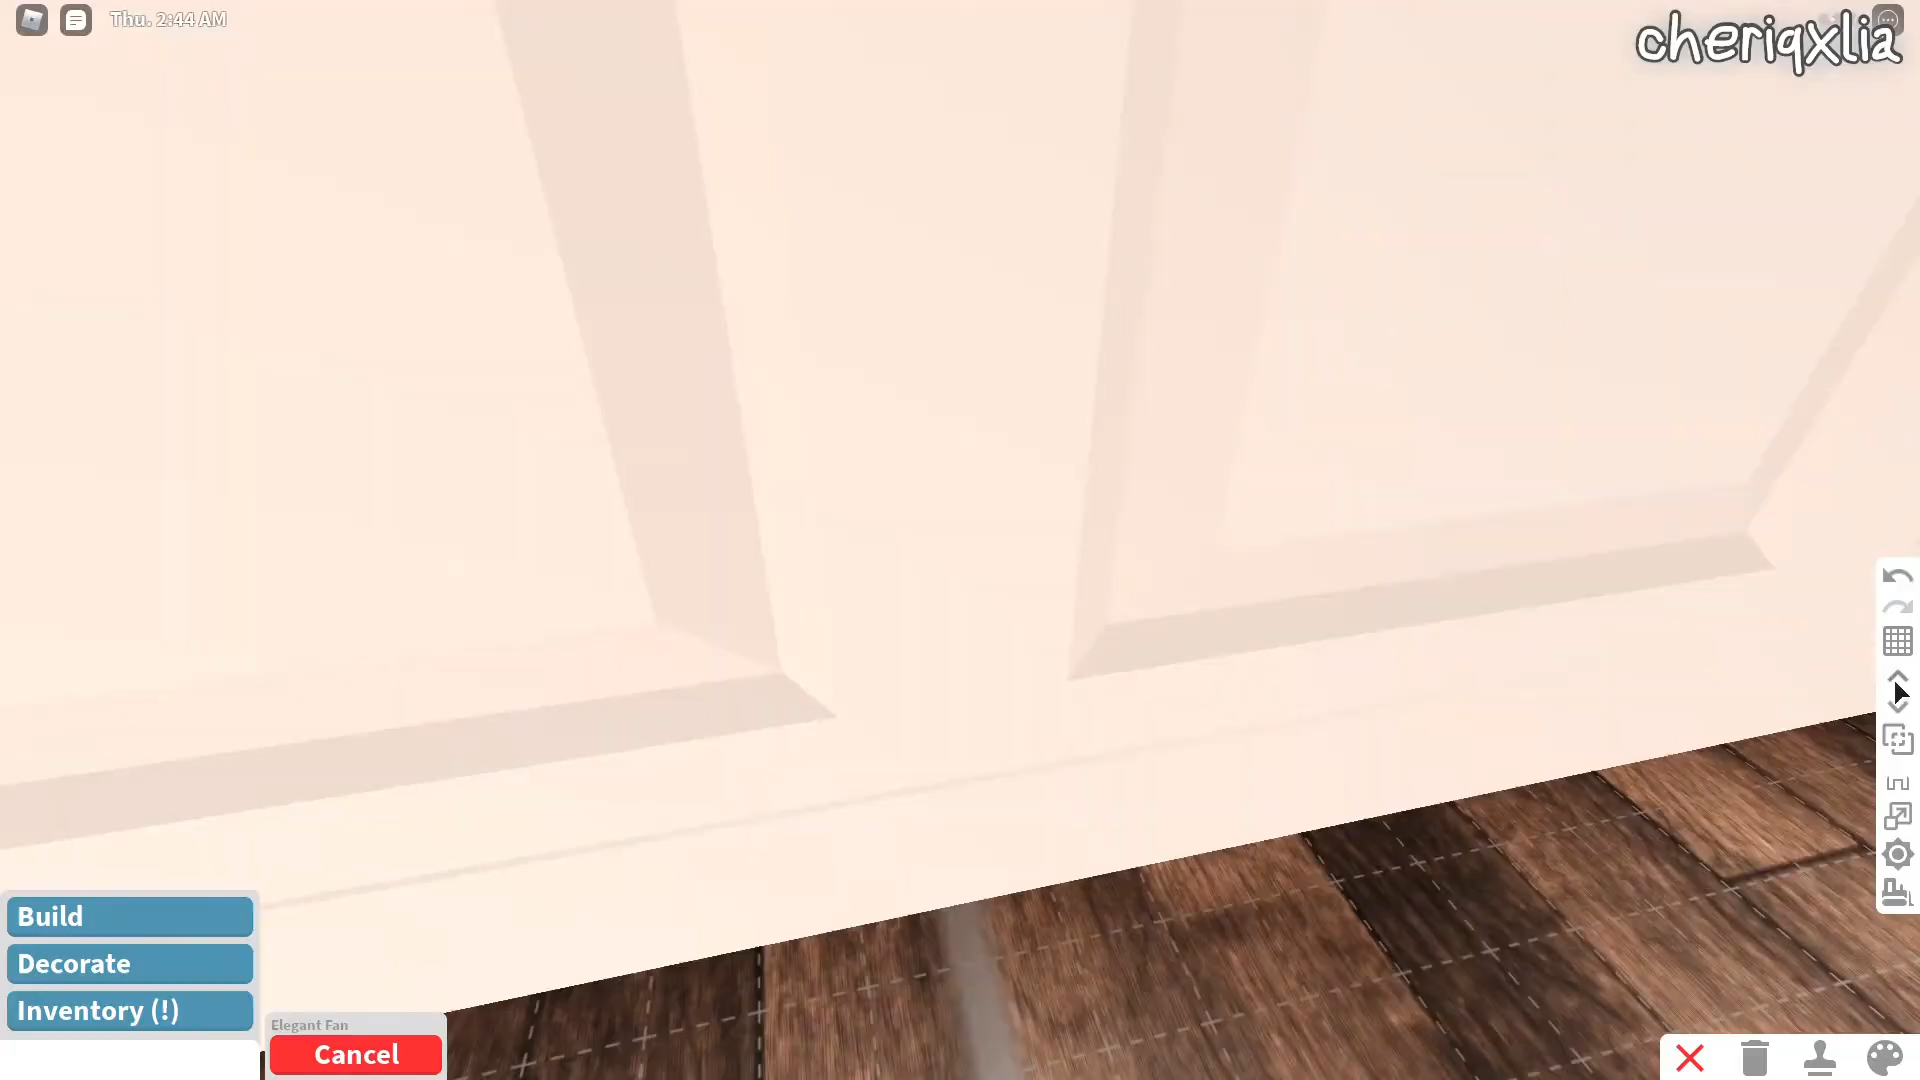 Thu. 2:44 AM
cheriqxlia
Build
Decorate
Inventory (!)
Elegant Fan
Cancel